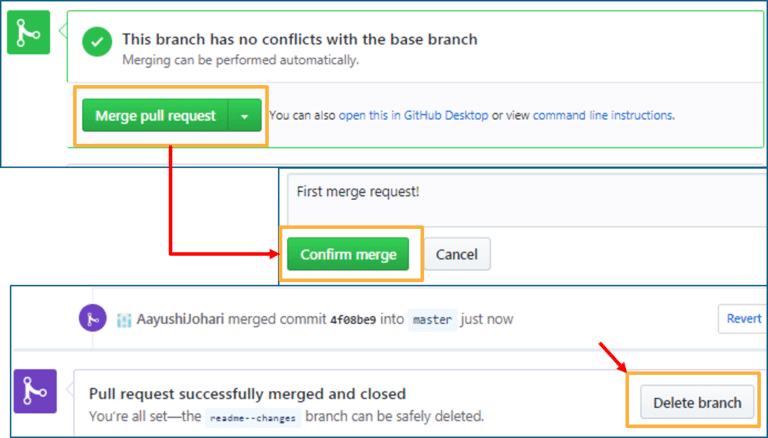 This branch has no conflicts with the base branch
Merging can be performed automatically.
Merge pull request
You can also open this in GitHub Desktop or view command line instructions.
First merge request!
Confirm merge
Cancel
AayushiJohari merged commit 4f08be9 into master just now
Revert
Pull request successfully merged and closed
You're all set—the readme--changes branch can be safely deleted.
Delete branch